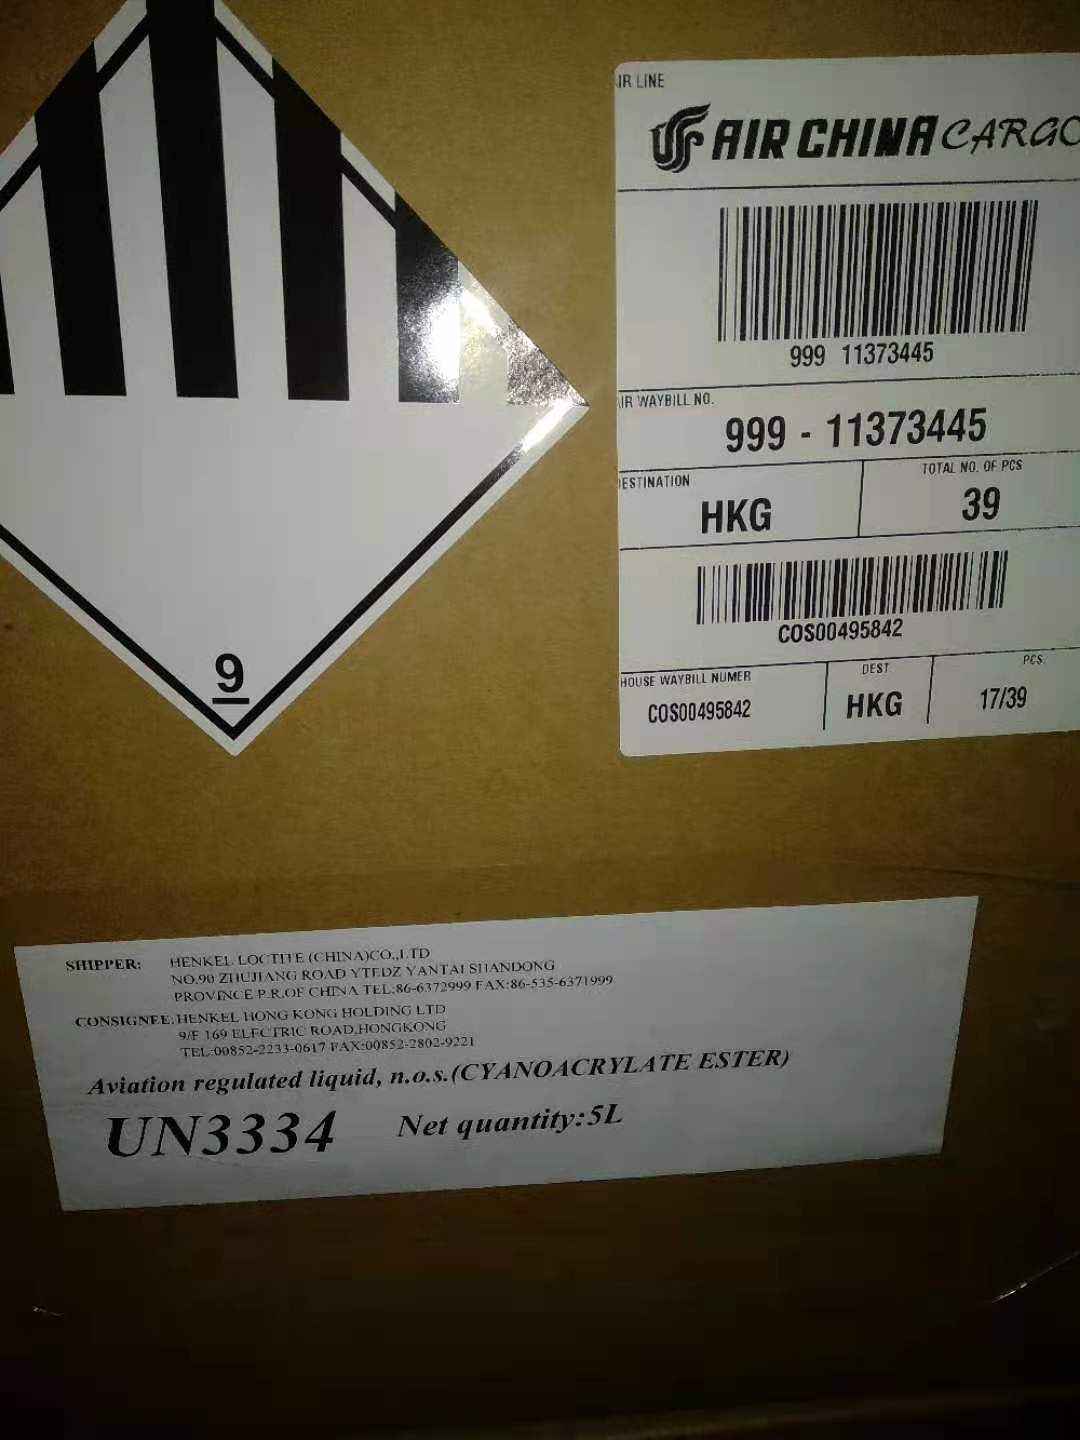 9
IR LINE
AIR CHINA CARGO
999 11373445
IR WAYBILL NO.
999 - 11373445
ESTINATION
HKG
TOTAL NO. OF PCS
39
COS00495842
HOUSE WAYBILL NUMER
COS00495842
DEST
HKG
PCS.
17/39
SHIPPER: HENKEL LOCTITE (CHINA)CO.,LTD
NO.90 ZHUJIANG ROAD YTEDZ YANTAI SHANDONG
PROVINCE P.R.OF CHINA TEL:86-6372999 FAX:86-535-6371999
CONSIGNEE:HENKEL HONG KONG HOLDING LTD
9/F 169 ELECTRIC ROAD,HONGKONG
TEL:00852-2233-0617 FAX:00852-2802-9221
Aviation regulated liquid, n.o.s.(CYANOACRYLATE ESTER)
UN3334 Net quantity:5L